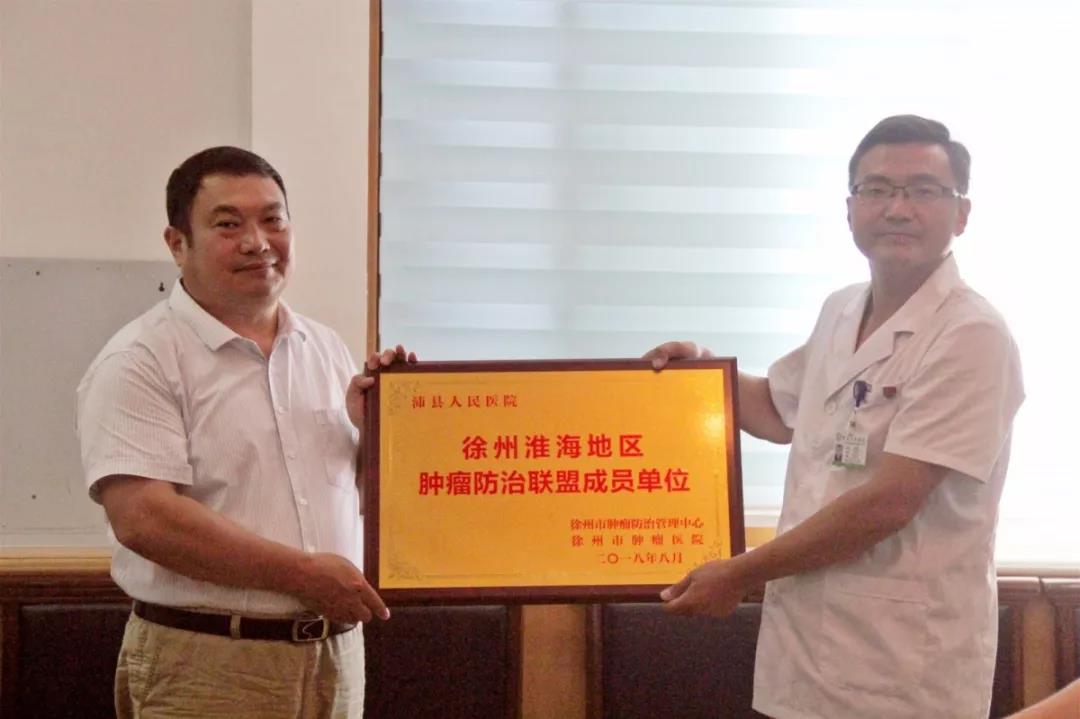 沛县人民医院
徐州淮海地区
肿瘤防治联盟成员单位
徐州市肿瘤防治管理中心
徐州市肿瘤医院
二〇一八年八月